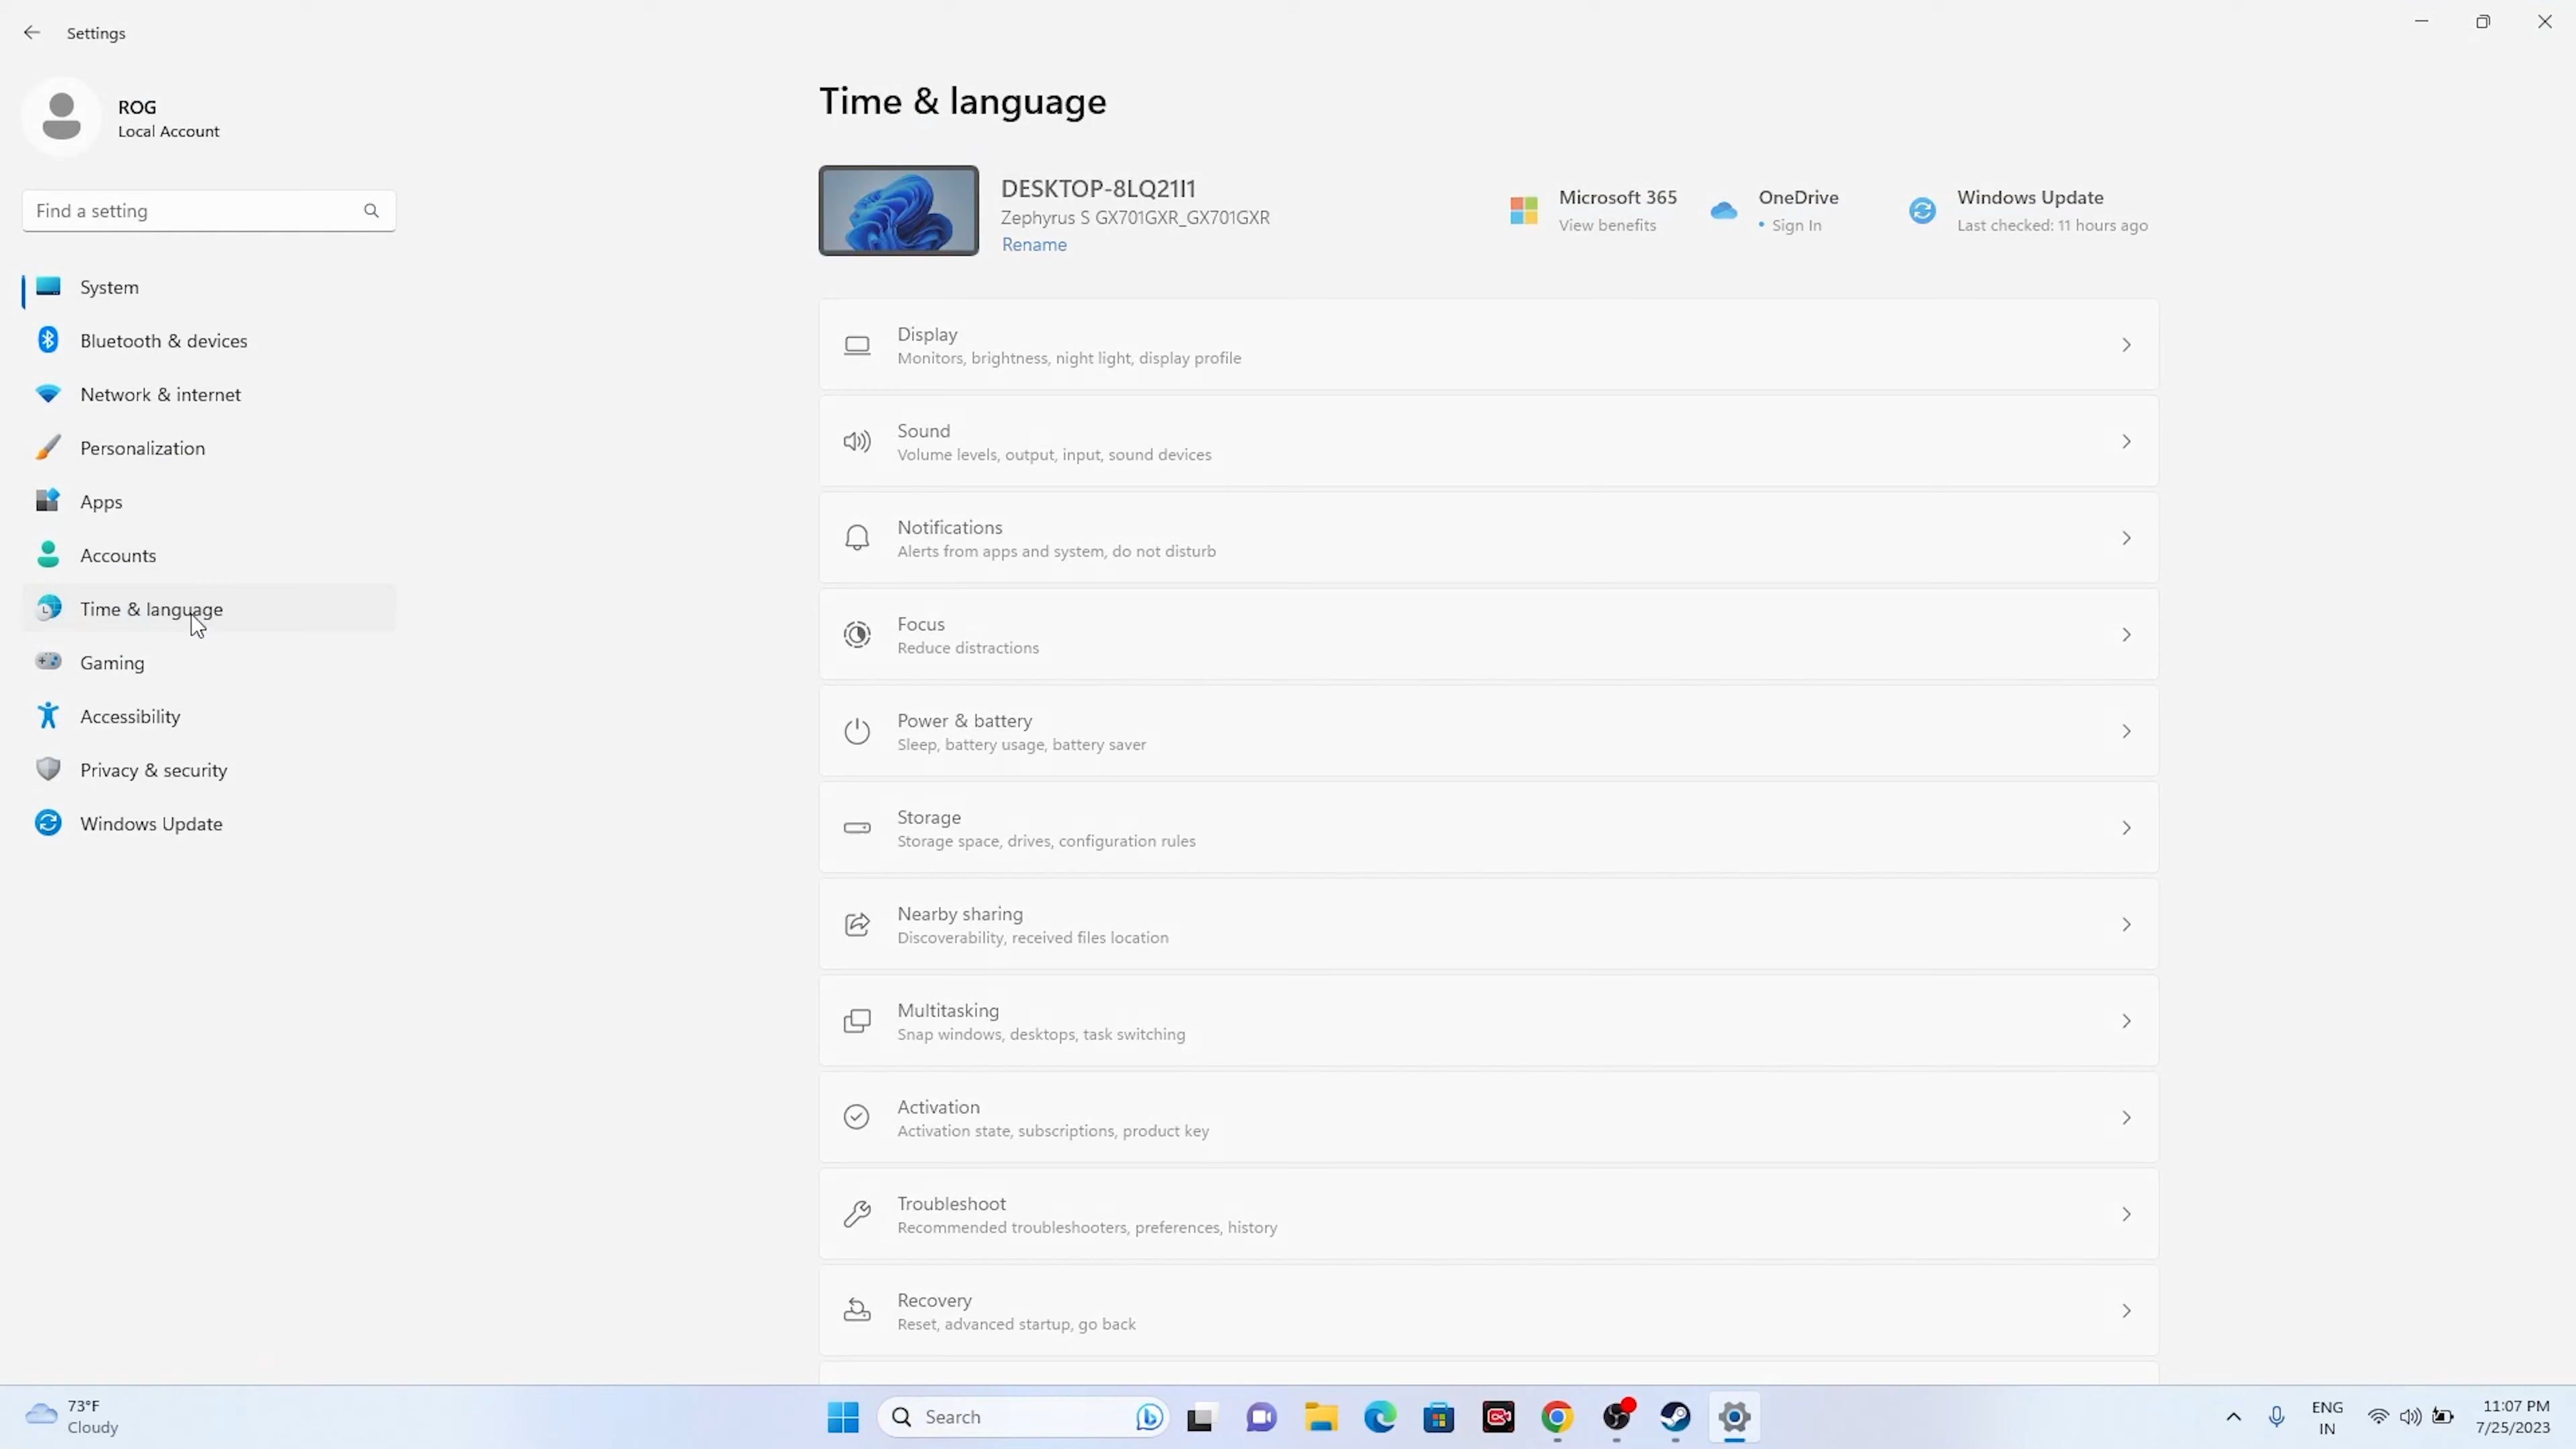 Settings
ROG
Local Account
Find a setting
System
Bluetooth & devices
Network & internet
Personalization
Apps
Accounts
Time & language
Gaming
Accessibility
Privacy & security
Windows Update
Time & language
DESKTOP-8LQ21I1
Zephyrus S GX701GXR_GX701GXR
Rename
Microsoft 365
View benefits
OneDrive
• Sign In
Windows Update
Last checked: 11 hours ago
Display
Monitors, brightness, night light, display profile
Sound
Volume levels, output, input, sound devices
Notifications
Alerts from apps and system, do not disturb
Focus
Reduce distractions
Power & battery
Sleep, battery usage, battery saver
Storage
Storage space, drives, configuration rules
Nearby sharing
Discoverability, received files location
Multitasking
Snap windows, desktops, task switching
Activation
Activation state, subscriptions, product key
Troubleshoot
Recommended troubleshooters, preferences, history
Recovery
Reset, advanced startup, go back
73°F
Cloudy
Search
ENG
IN
11:07 PM
7/25/2023